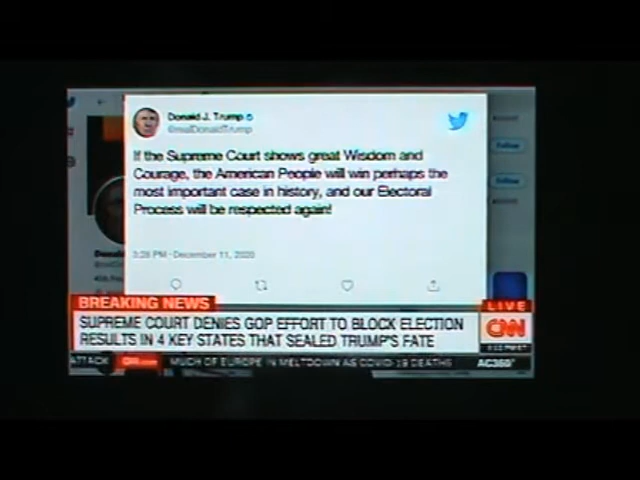 Donald J. Trump
@realDonaldTrump
If the Supreme Court shows great Wisdom and
Courage, the American People will win perhaps the
most important case in history, and our Electoral
Process will be respected again!
3:28 PM · December 11, 2020
Follow
Follow
BREAKING NEWS
LIVE
SUPREME COURT DENIES GOP EFFORT TO BLOCK ELECTION
RESULTS IN 4 KEY STATES THAT SEALED TRUMP'S FATE
CNN
ATTACK
MUCH OF EUROPE IN MELTDOWN AS COVID-19 DEATHS
AC360°